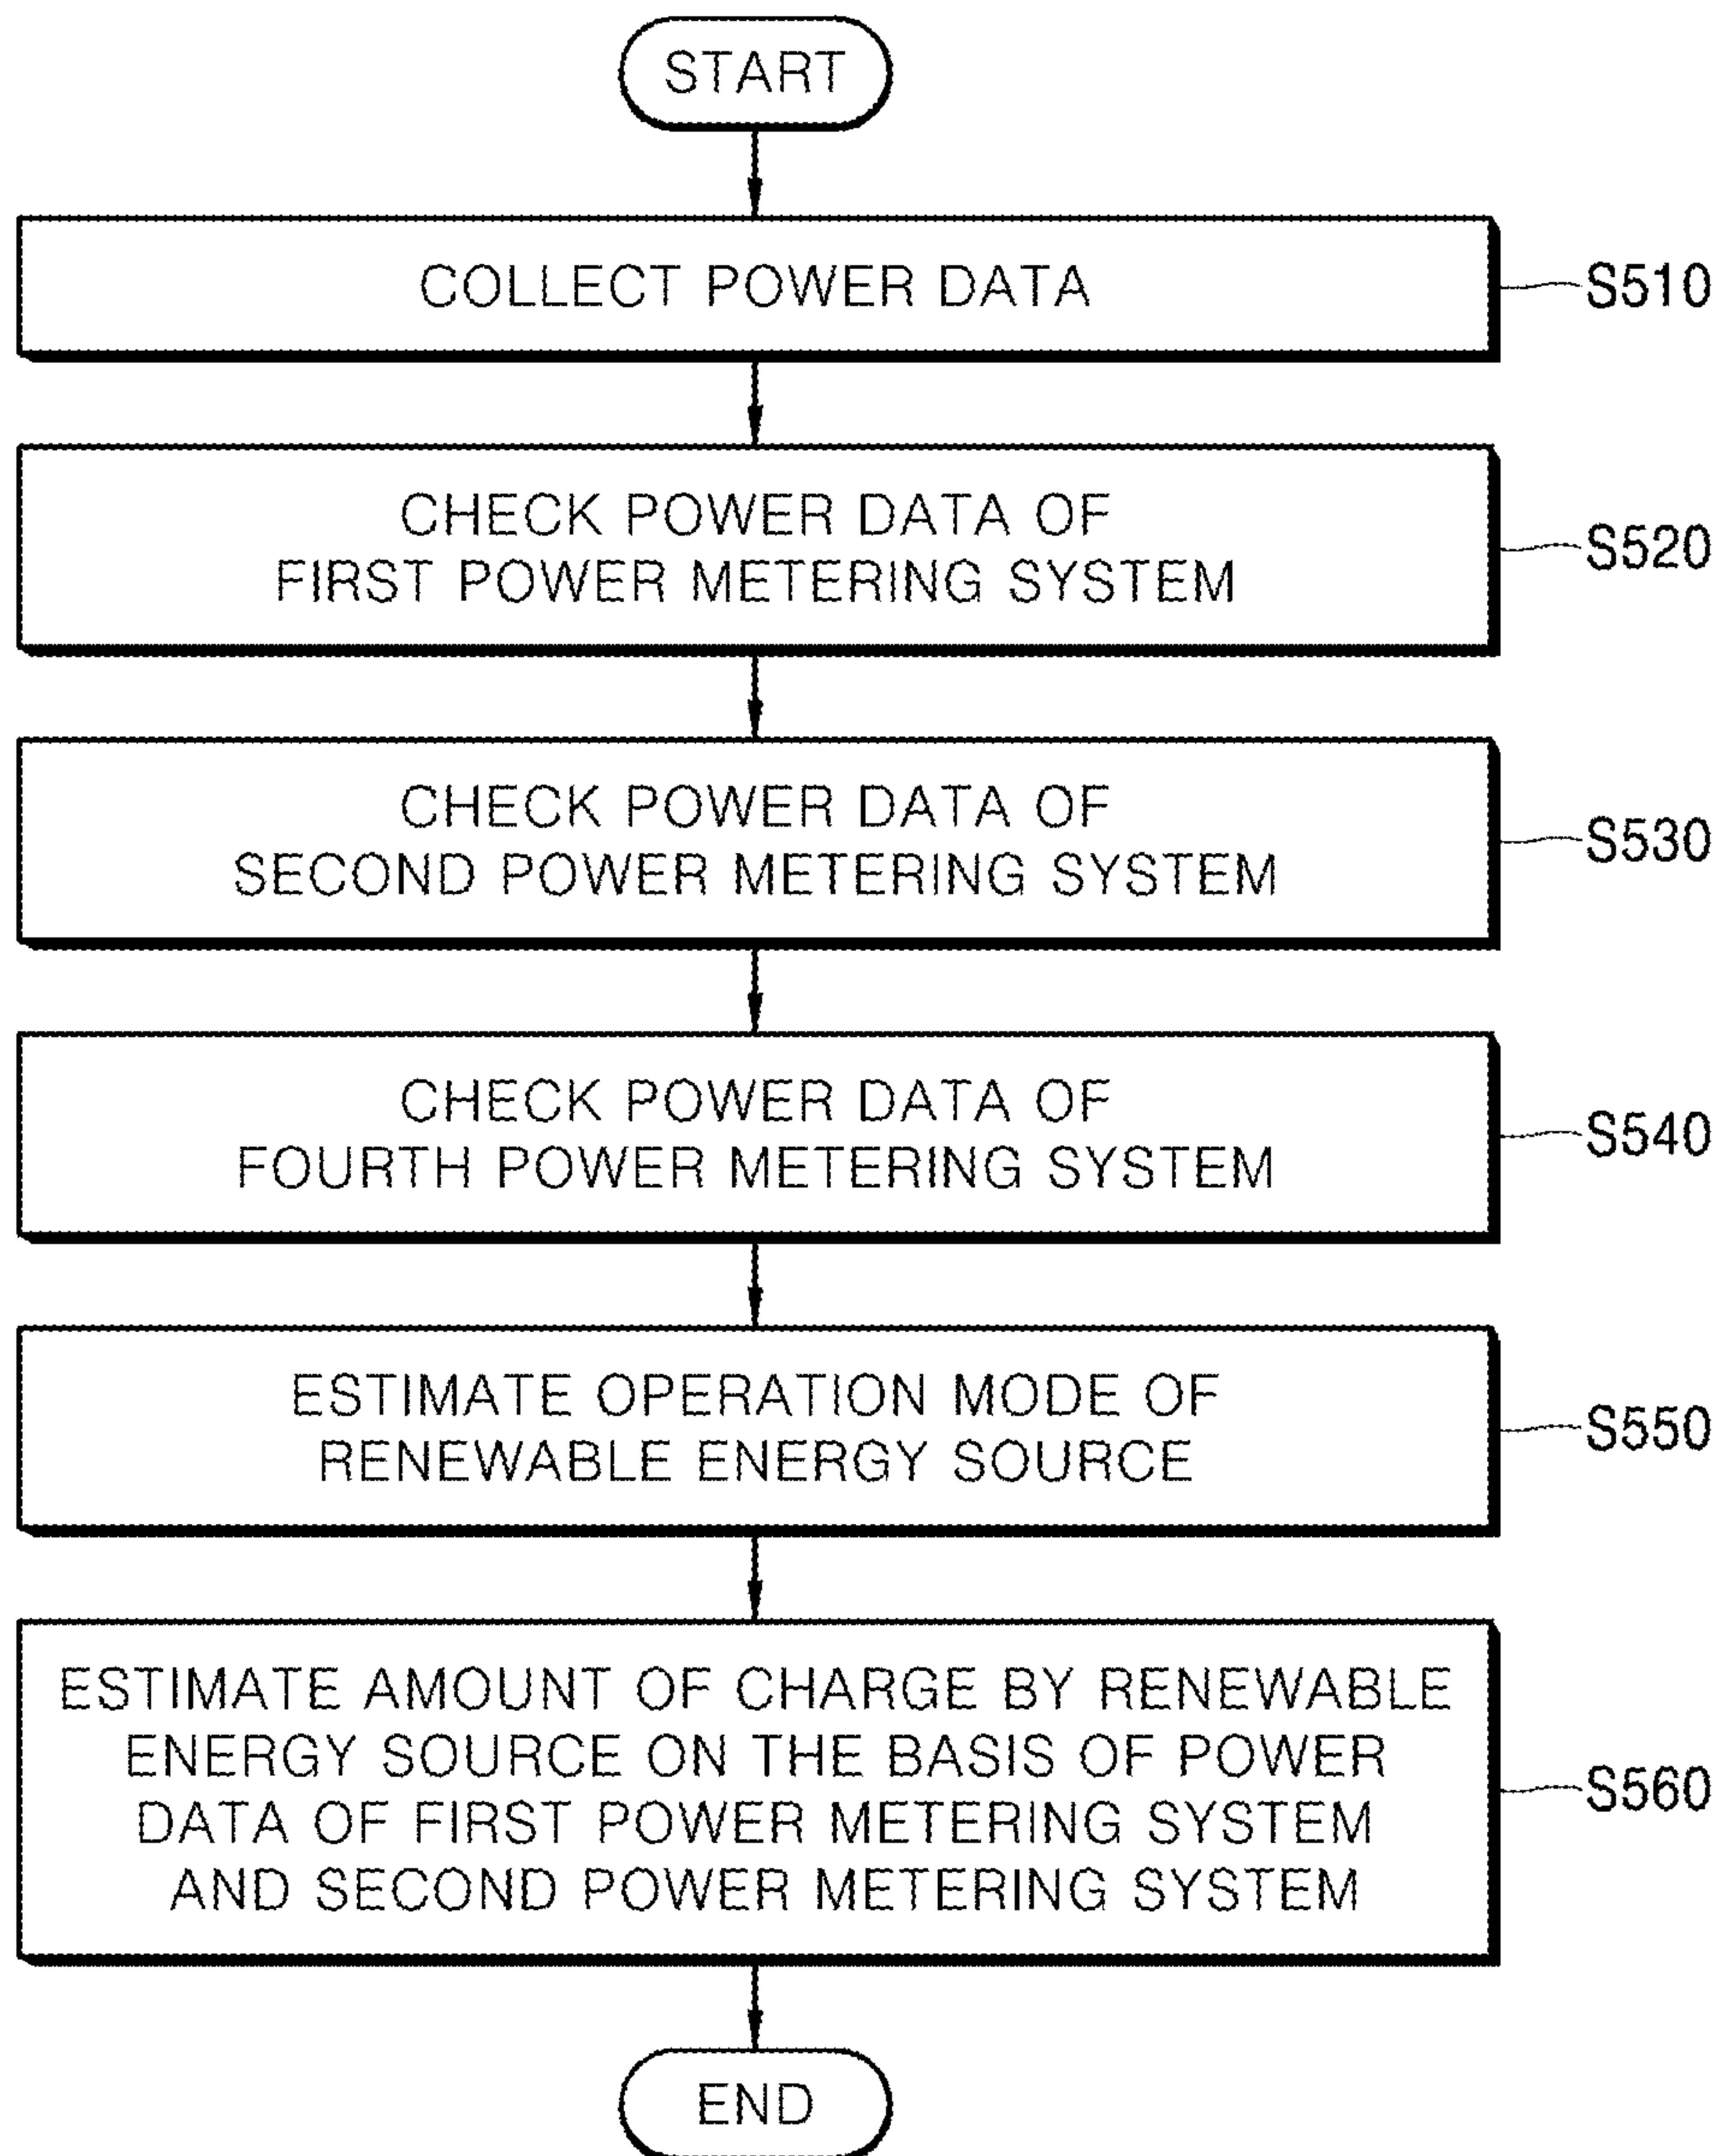 START
COLLECT POWER DATA
S510
CHECK POWER DATA OF
FIRST POWER METERING SYSTEM
S520
CHECK POWER DATA OF
SECOND POWER METERING SYSTEM
S530
CHECK POWER DATA OF
FOURTH POWER METERING SYSTEM
S540
ESTIMATE OPERATION MODE OF
RENEWABLE ENERGY SOURCE
S550
ESTIMATE AMOUNT OF CHARGE BY RENEWABLE
ENERGY SOURCE ON THE BASIS OF POWER
DATA OF FIRST POWER METERING SYSTEM
AND SECOND POWER METERING SYSTEM
S560
END